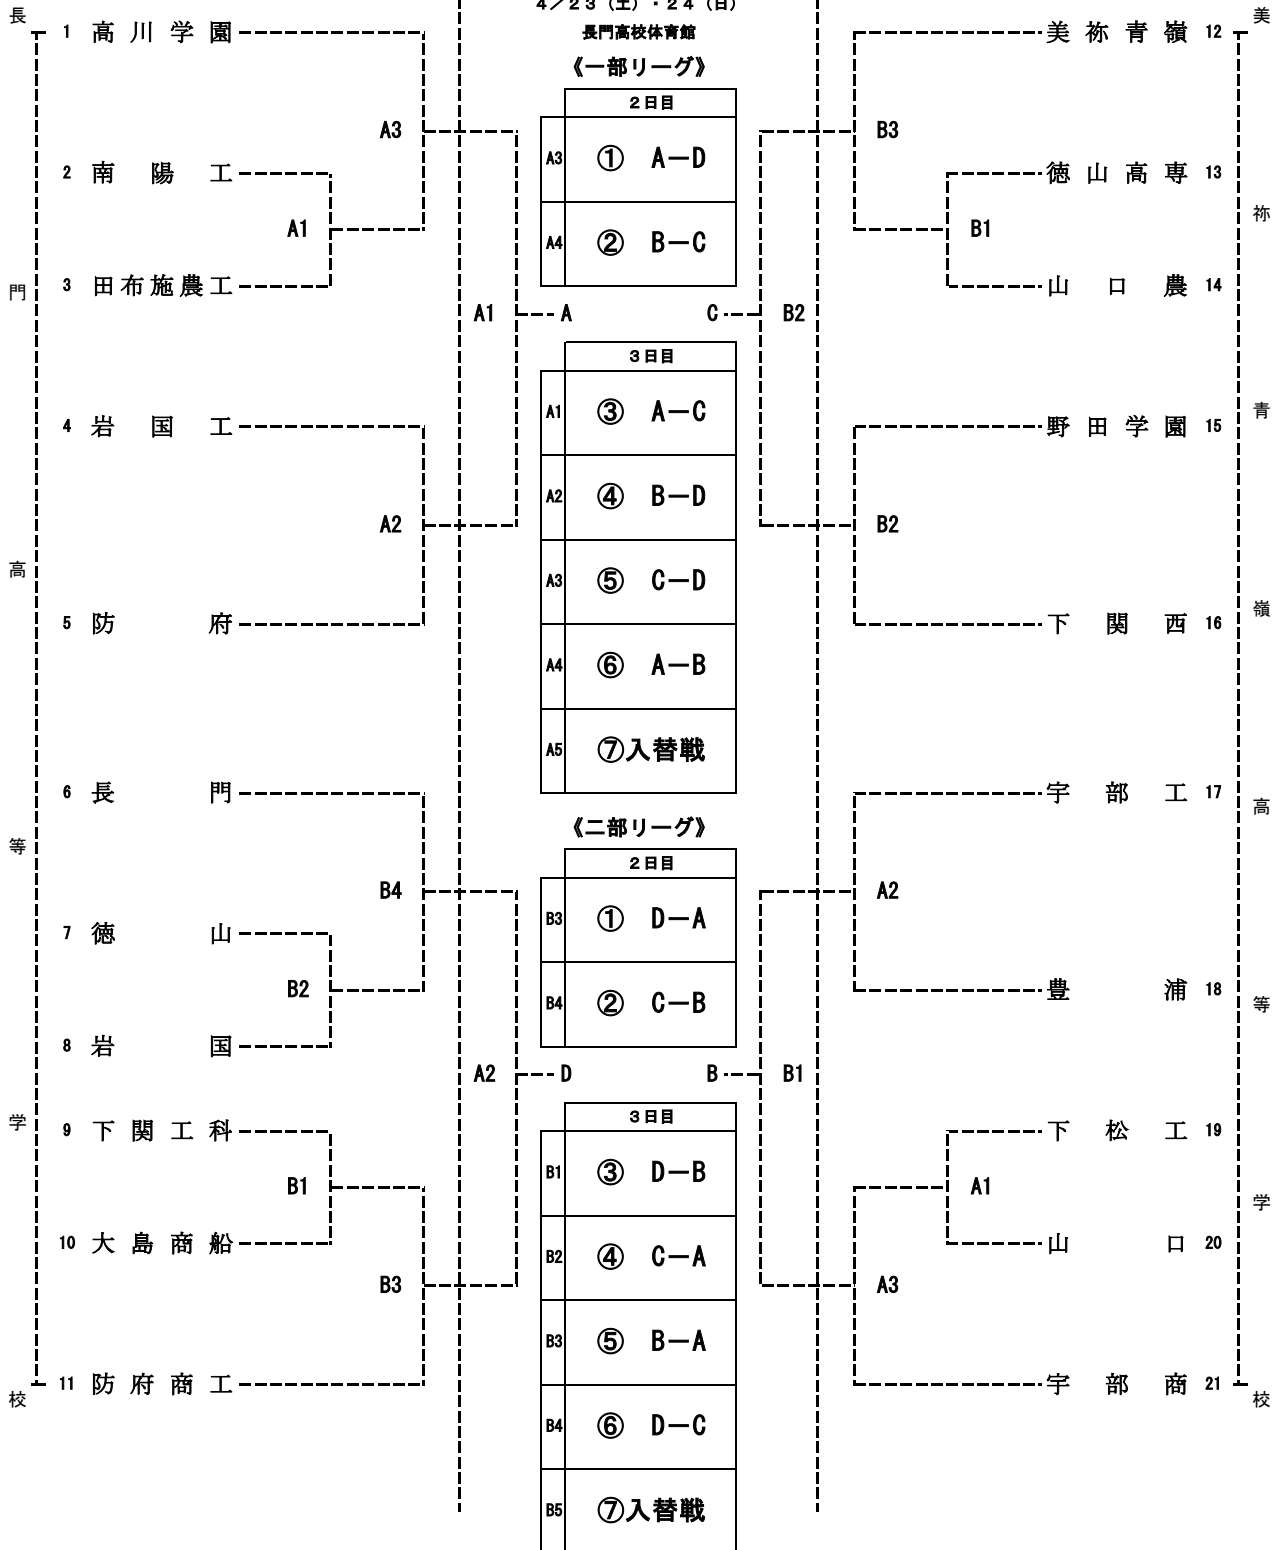 4／23（土）・24（日）
長門高校体育館
長門高等学校
1 高川学園
A3
2 南陽工
A1
3 田布施農工
A1
A
4 岩国工
A2
5 防府
6 長門
B4
7 徳山
B2
8 岩国
A2
D
9 下関工科
B1
10 大島商船
B3
11 防府商工
《一部リーグ》
2日目
A3 ① A－D
A4 ② B－C
3日目
A1 ③ A－C
A2 ④ B－D
A3 ⑤ C－D
A4 ⑥ A－B
A5 ⑦入替戦
《二部リーグ》
2日目
B3 ① D－A
B4 ② C－B
3日目
B1 ③ D－B
B2 ④ C－A
B3 ⑤ B－A
B4 ⑥ D－C
B5 ⑦入替戦
美祢青嶺 12
B3
徳山高専 13
B1
山口農 14
C
B2
野田学園 15
B2
下関西 16
宇部工 17
A2
豊浦 18
B
B1
下松工 19
A1
山口 20
A3
宇部商 21
美祢青嶺高等学校